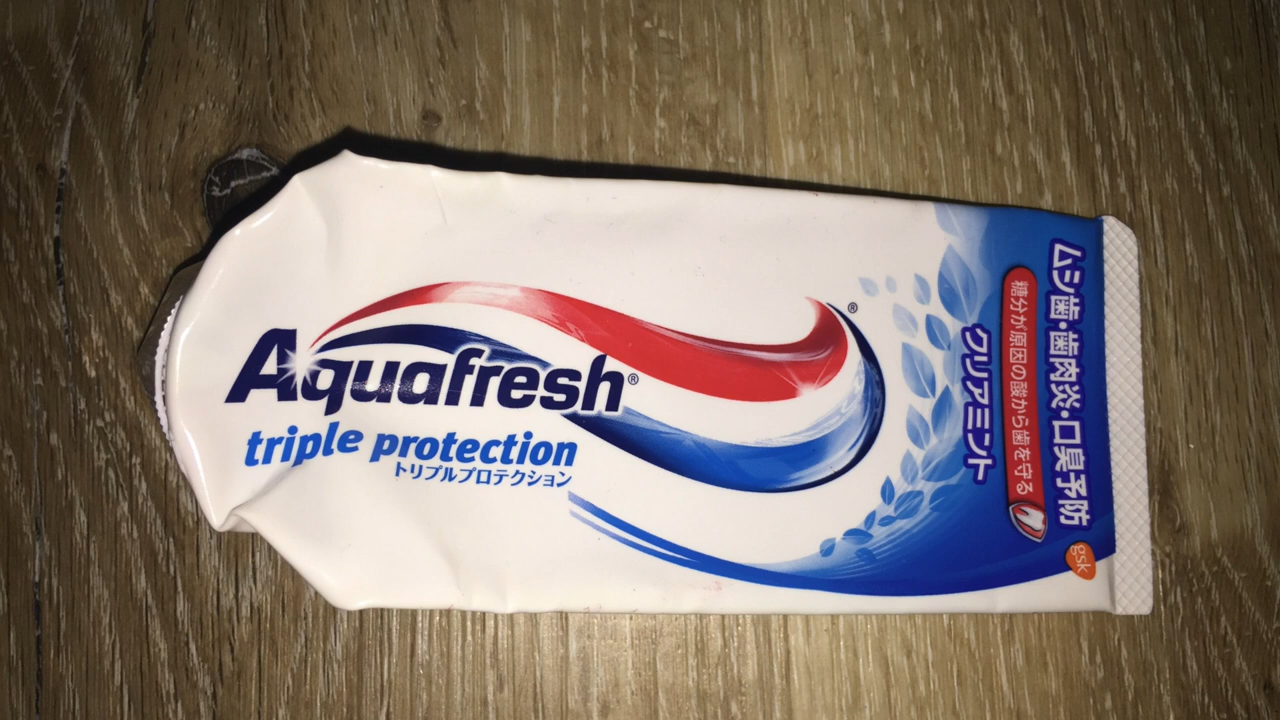 Aquafresh®
triple protection
トリプルプロテクション
®
ムシ歯・歯肉炎・口臭予防
糖分が原因の酸から歯を守る
クリアミント
gsk